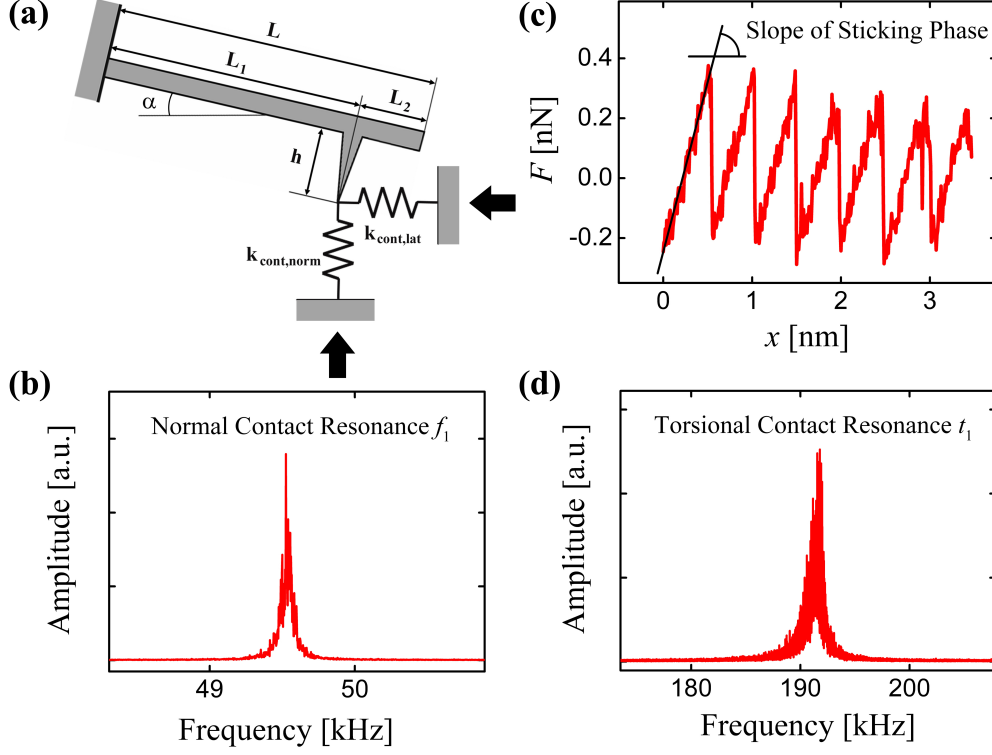 (a)
L
L1
L2
α
h
kcont,lat
kcont,norm
(c)
Slope of Sticking Phase
F [nN]
0.4
0.2
0.0
-0.2
0 1 2 3
x [nm]
(b)
Normal Contact Resonance f1
Amplitude [a.u.]
49 50
Frequency [kHz]
(d)
Torsional Contact Resonance t1
Amplitude [a.u.]
180 190 200
Frequency [kHz]